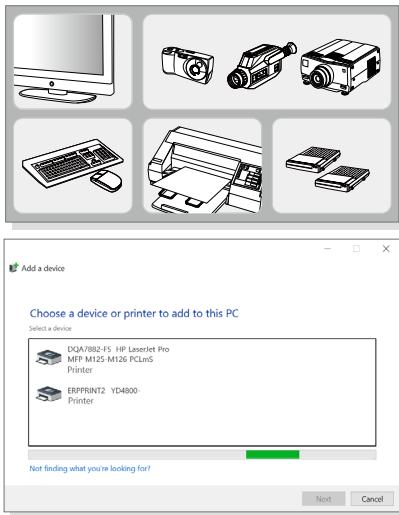 Add a device
Choose a device or printer to add to this PC
Select a device
DQA7882-FS HP LaserJet Pro
MFP M125-M126 PCLmS
Printer
ERPPRINT2 YD4800-
Printer
Not finding what you're looking for?
Next Cancel